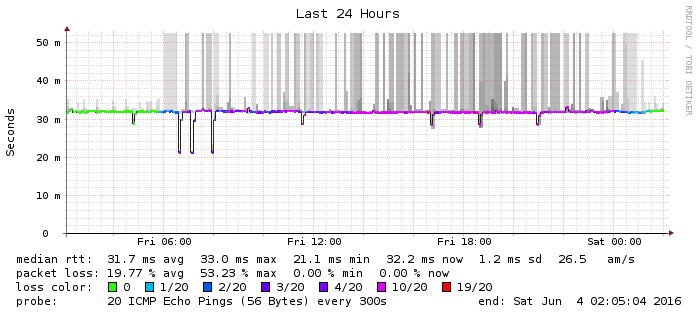 Last 24 Hours
RRDTOOL / TOBI OETIKER
Seconds
50 m
40 m
30 m
20 m
10 m
0
Fri 06:00 Fri 12:00 Fri 18:00 Sat 00:00
median rtt: 31.7 ms avg 33.0 ms max 21.1 ms min 32.2 ms now 1.2 ms sd 26.5 am/s
packet loss: 19.77 % avg 53.23 % max 0.00 % min 0.00 % now
loss color: 0 1/20 2/20 3/20 4/20 10/20 19/20
probe: 20 ICMP Echo Pings (56 Bytes) every 300s end: Sat Jun 4 02:05:04 2016